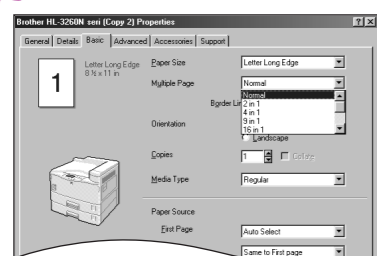 Brother HL-3260N seri (Copy 2) Properties
General Details Basic Advanced Accessories Support
1
Letter Long Edge
8 ½ x 11 in
Paper Size Letter Long Edge
Multiple Page Normal
Normal
2 in 1
4 in 1
9 in 1
16 in 1
Border Lin
Orientation
Landscape
Copies 1 Collate
Media Type Regular
Paper Source
First Page Auto Select
Same to First page